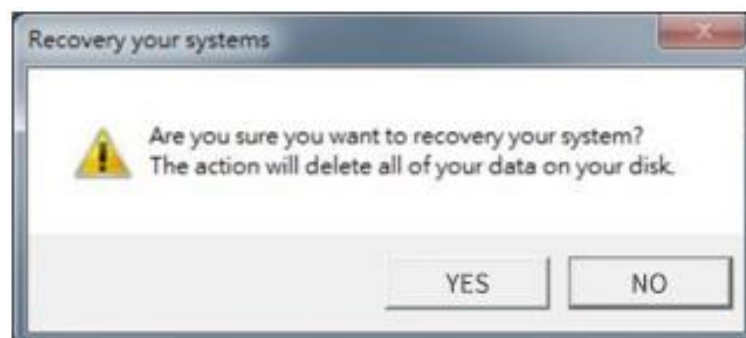 Recovery your systems
Are you sure you want to recovery your system?
The action will delete all of your data on your disk.
YES
NO